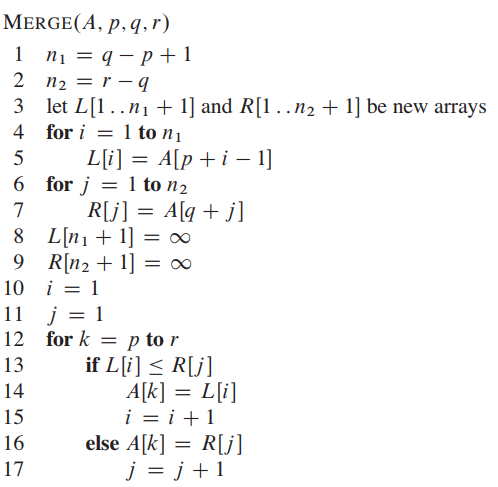 MERGE(A, p, q, r)
1 n₁ = q − p + 1
2 n₂ = r − q
3 let L[1..n₁ + 1] and R[1..n₂ + 1] be new arrays
4 for i = 1 to n₁
5 L[i] = A[p + i − 1]
6 for j = 1 to n₂
7 R[j] = A[q + j]
8 L[n₁ + 1] = ∞
9 R[n₂ + 1] = ∞
10 i = 1
11 j = 1
12 for k = p to r
13 if L[i] ≤ R[j]
14 A[k] = L[i]
15 i = i + 1
16 else A[k] = R[j]
17 j = j + 1